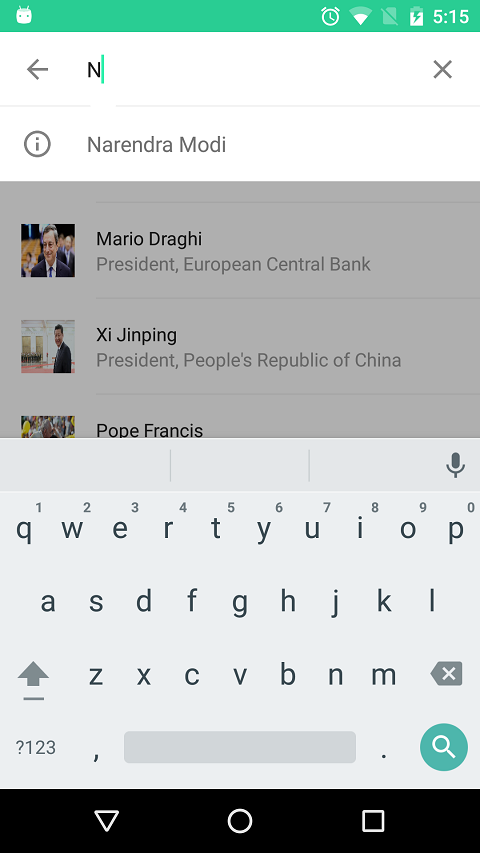 5:15
N
Narendra Modi
Mario Draghi
President, European Central Bank
Xi Jinping
President, People's Republic of China
Pope Francis
1 2 3 4 5 6 7 8 9 0
q w e r t y u i o p
a s d f g h j k l
z x c v b n m
?123 , .